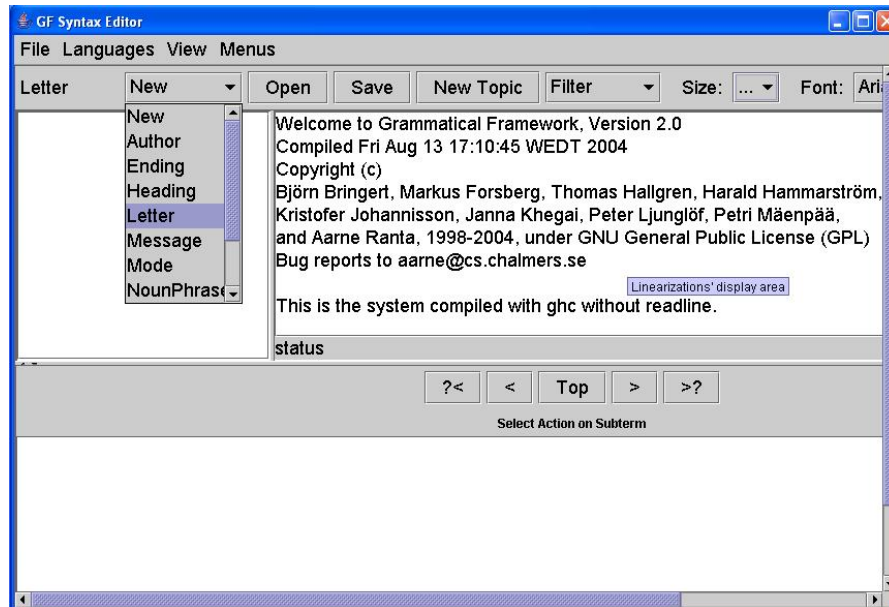 GF Syntax Editor
File Languages View Menus
Letter New Open Save New Topic Filter Size: ... Font: Aria
New
Author
Ending
Heading
Letter
Message
Mode
NounPhrase
Welcome to Grammatical Framework, Version 2.0
Compiled Fri Aug 13 17:10:45 WEDT 2004
Copyright (c)
Björn Bringert, Markus Forsberg, Thomas Hallgren, Harald Hammarström,
Kristofer Johannisson, Janna Khegai, Peter Ljunglöf, Petri Mäenpää,
and Aarne Ranta, 1998-2004, under GNU General Public License (GPL)
Bug reports to aarne@cs.chalmers.se
Linearizations' display area
This is the system compiled with ghc without readline.
status
?< < Top > >?
Select Action on Subterm